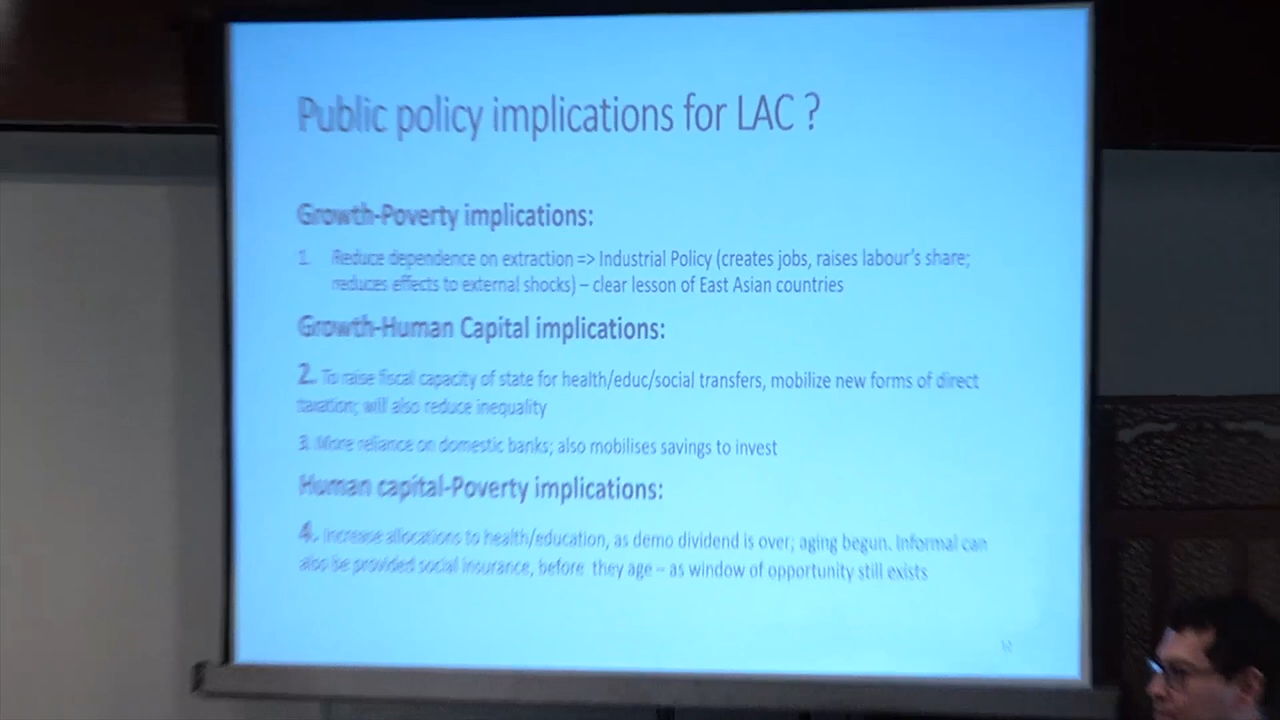 Public policy implications for LAC ?
Growth-Poverty implications:
1. Reduce dependence on extraction => Industrial Policy (creates jobs, raises labour's share;
reduces effects to external shocks) – clear lesson of East Asian countries
Growth-Human Capital implications:
2. To raise fiscal capacity of state for health/educ/social transfers, mobilize new forms of direct
taxation; will also reduce inequality
3. More reliance on domestic banks; also mobilises savings to invest
Human capital-Poverty implications:
4. Increase allocations to health/education, as demo dividend is over; aging begun. Informal can
also be provided social insurance, before they age – as window of opportunity still exists